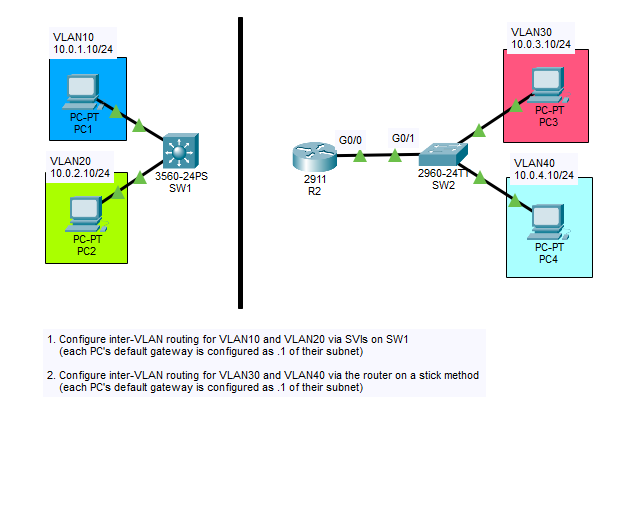 VLAN10
10.0.1.10/24
PC-PT
PC1
VLAN20
10.0.2.10/24
PC-PT
PC2
3560-24PS
SW1
2911
R2
G0/0
G0/1
2960-24TT
SW2
VLAN30
10.0.3.10/24
PC-PT
PC3
VLAN40
10.0.4.10/24
PC-PT
PC4
1. Configure inter-VLAN routing for VLAN10 and VLAN20 via SVIs on SW1
(each PC's default gateway is configured as .1 of their subnet)
2. Configure inter-VLAN routing for VLAN30 and VLAN40 via the router on a stick method
(each PC's default gateway is configured as .1 of their subnet)